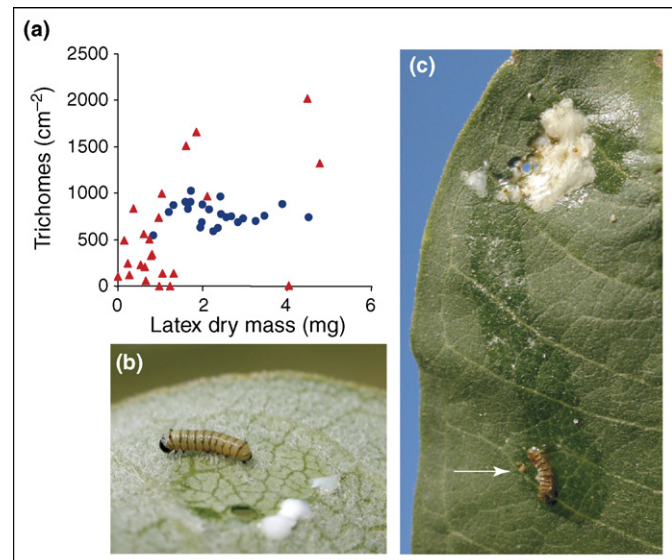 (a)
2500
2000
1500
1000
500
0
Trichomes (cm⁻²)
0 2 4 6
Latex dry mass (mg)
(b)
(c)